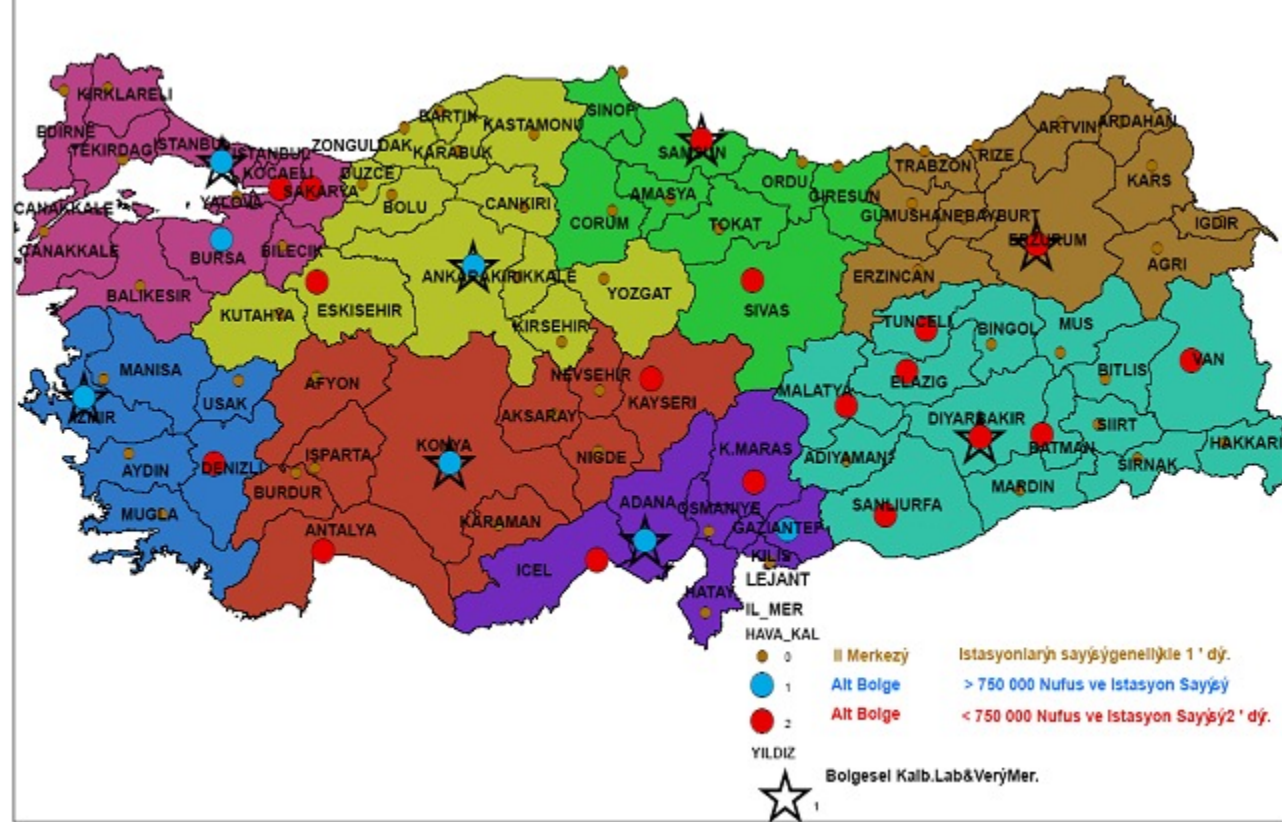 KIRKLARELI
EDIRNE
TEKIRDAG
ISTANBUL
ISTANBUL
KOCAELI
SAKARYA
YALOVA
CANAKKALE
CANAKKALE
BURSA
BILECIK
BALIKESIR
ZONGULDAK
BARTIN
KASTAMONU
KARABUK
DUZCE
BOLU
CANKIRI
ANKARA
KIRIKKALE
KUTAHYA
ESKISEHIR
KIRSEHIR
YOZGAT
SINOP
SAMSUN
AMASYA
CORUM
TOKAT
ORDU
GIRESUN
SIVAS
ARTVIN
ARDAHAN
TRABZON
RIZE
KARS
GUMUSHANE
BAYBURT
IGDIR
ERZURUM
AGRI
ERZINCAN
TUNCELI
BINGOL
MUS
MALATYA
ELAZIG
BITLIS
VAN
DIYARBAKIR
BATMAN
SIIRT
HAKKARI
ADIYAMAN
SIRNAK
MARDIN
SANLIURFA
MANISA
USAK
IZMIR
AYDIN
DENIZLI
MUGLA
AFYON
ISPARTA
BURDUR
ANTALYA
KONYA
AKSARAY
NEVSEHIR
KAYSERI
NIGDE
KARAMAN
K.MARAS
ADANA
OSMANIYE
GAZIANTEP
KILIS
ICEL
HATAY
LEJANT
IL_MER
HAVA_KAL
0 Il Merkezý Istasyonlarýn sayýsýgenellýkle 1 ' dý.
1 Alt Bolge > 750 000 Nufus ve Istasyon Sayýsý
2 Alt Bolge < 750 000 Nufus ve Istasyon Sayýsý2 ' dý.
YILDIZ
1 Bolgesel Kalb.Lab&VerýMer.